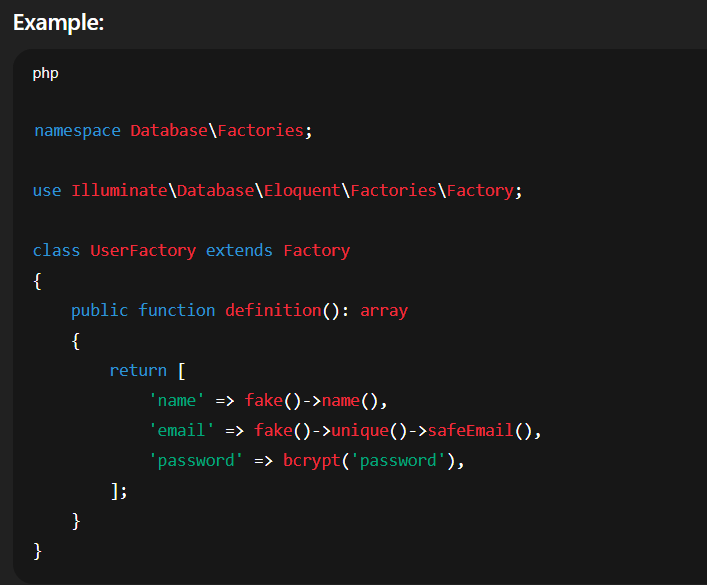 Example:
php
namespace Database\Factories;
use Illuminate\Database\Eloquent\Factories\Factory;
class UserFactory extends Factory
{
    public function definition(): array
    {
        return [
            'name' => fake()->name(),
            'email' => fake()->unique()->safeEmail(),
            'password' => bcrypt('password'),
        ];
    }
}